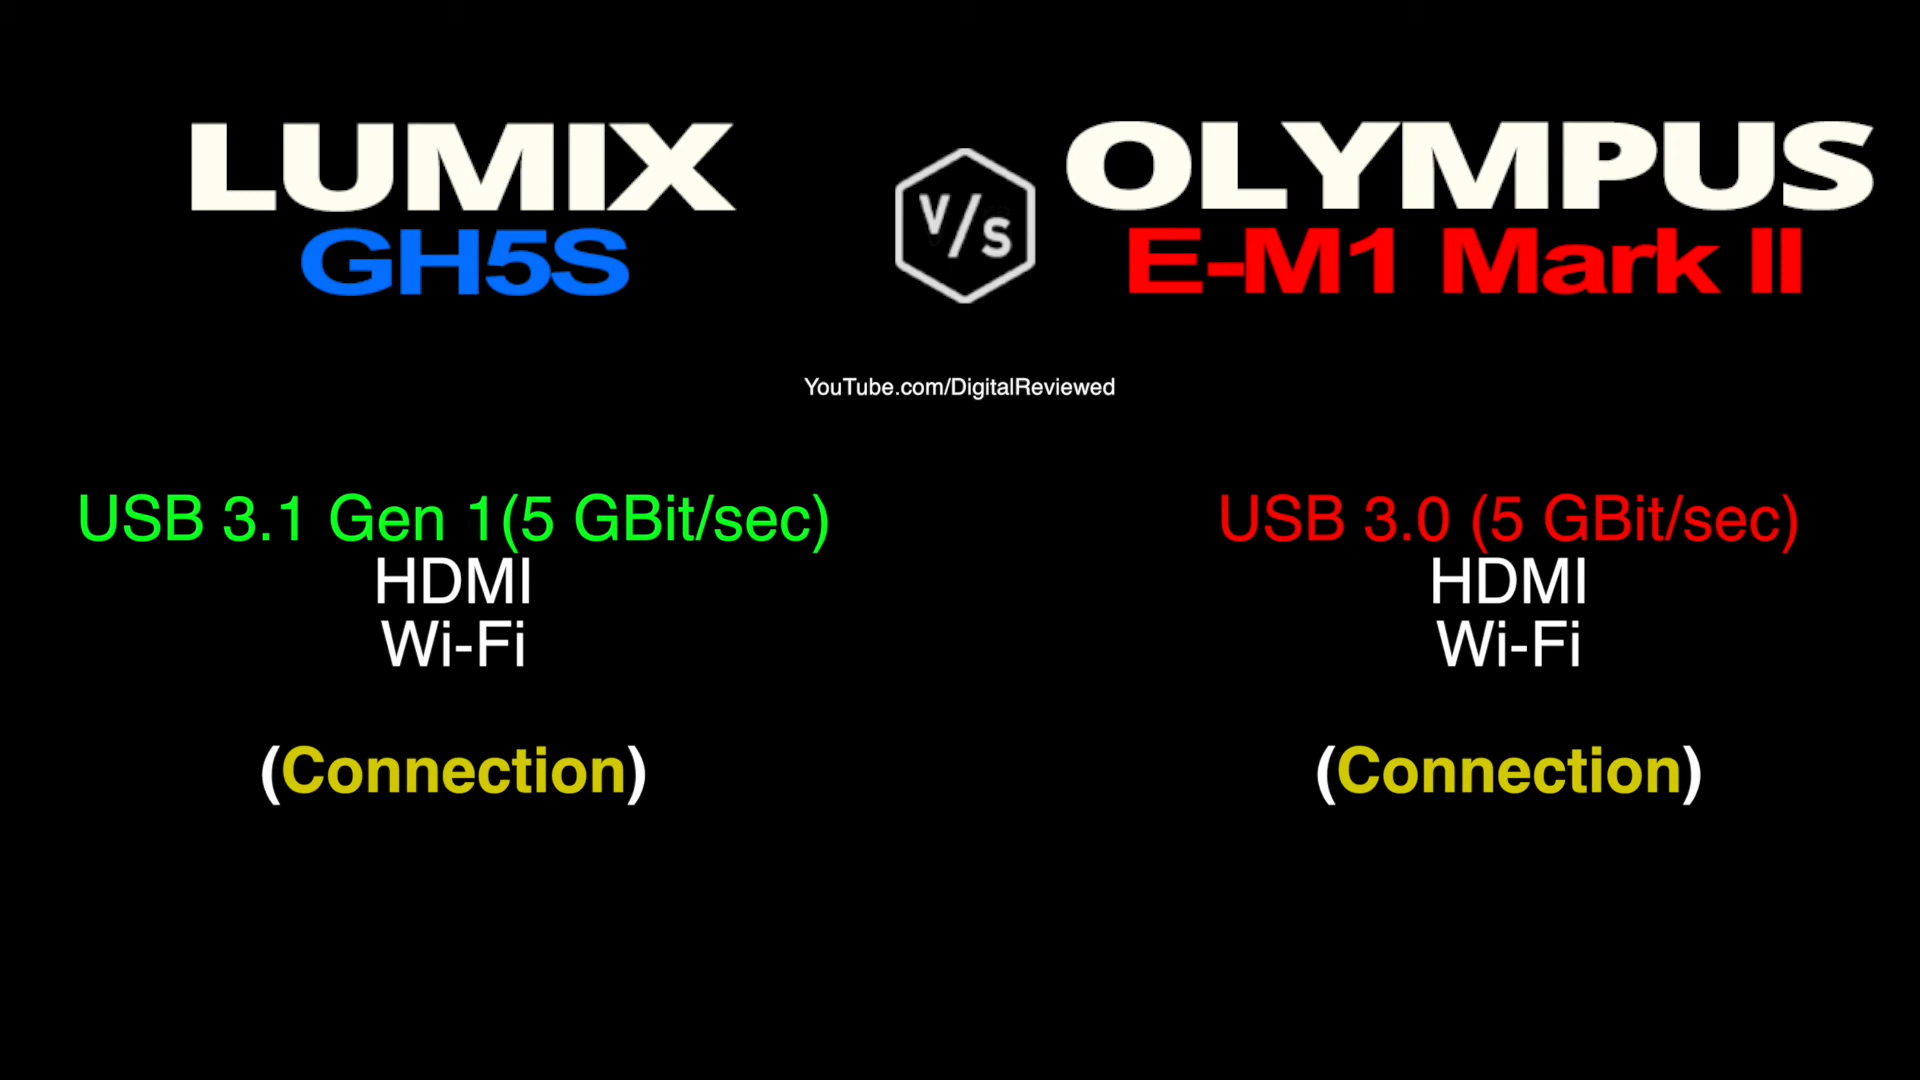 LUMIX
GH5S
V/S
OLYMPUS
E-M1 Mark II
YouTube.com/DigitalReviewed
USB 3.1 Gen 1(5 GBit/sec)
HDMI
Wi-Fi
(Connection)
USB 3.0 (5 GBit/sec)
HDMI
Wi-Fi
(Connection)